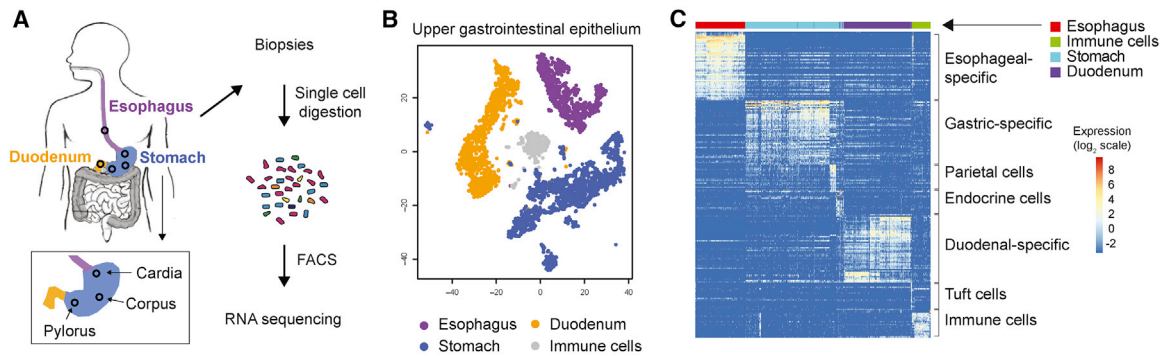 A
Biopsies
Single cell
digestion
Esophagus
Duodenum
Stomach
FACS
Cardia
Corpus
Pylorus
RNA sequencing
B
Upper gastrointestinal epithelium
20
0
−20
−40
−40
−20
0
20
40
Esophagus
Duodenum
Stomach
Immune cells
C
Esophagus
Immune cells
Stomach
Duodenum
Esophageal-
specific
Gastric-specific
Parietal cells
Endocrine cells
Duodenal-specific
Tuft cells
Immune cells
Expression
(log2 scale)
8
6
4
2
0
-2